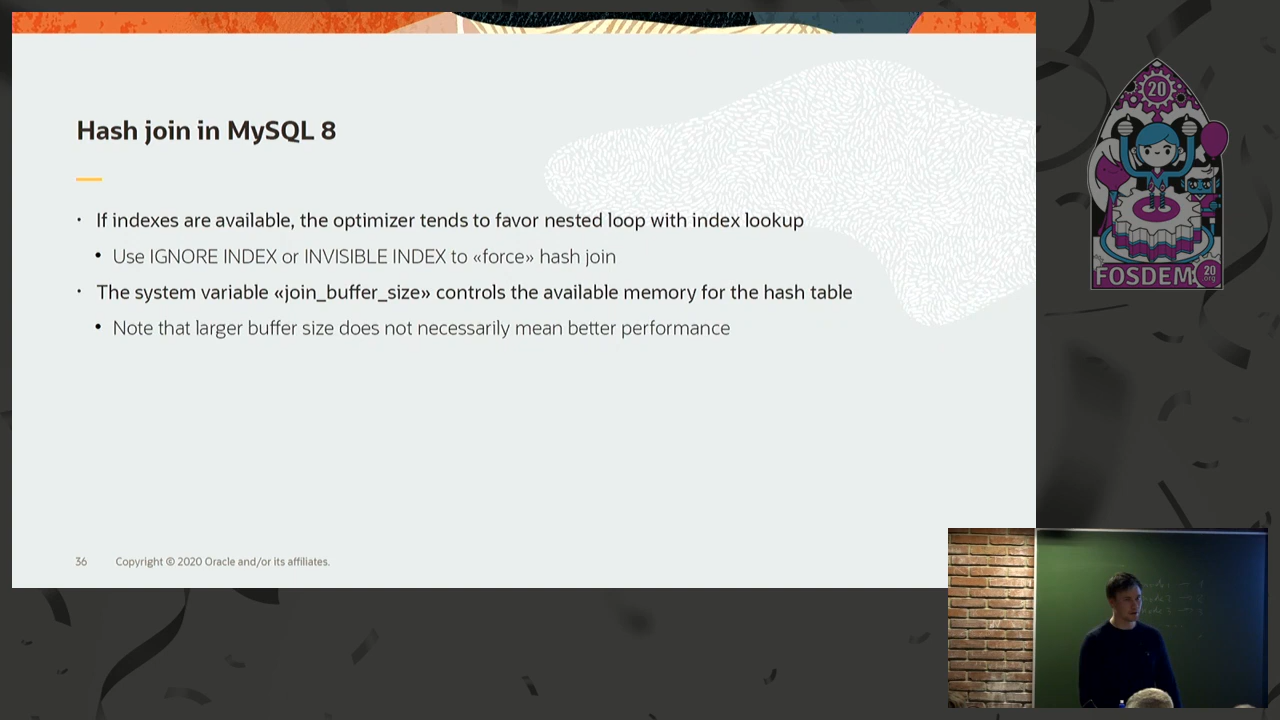 Hash join in MySQL 8
• If indexes are available, the optimizer tends to favor nested loop with index lookup
• Use IGNORE INDEX or INVISIBLE INDEX to «force» hash join
• The system variable «join_buffer_size» controls the available memory for the hash table
• Note that larger buffer size does not necessarily mean better performance
36 Copyright © 2020 Oracle and/or its affiliates.
20
FOSDEM
20
org